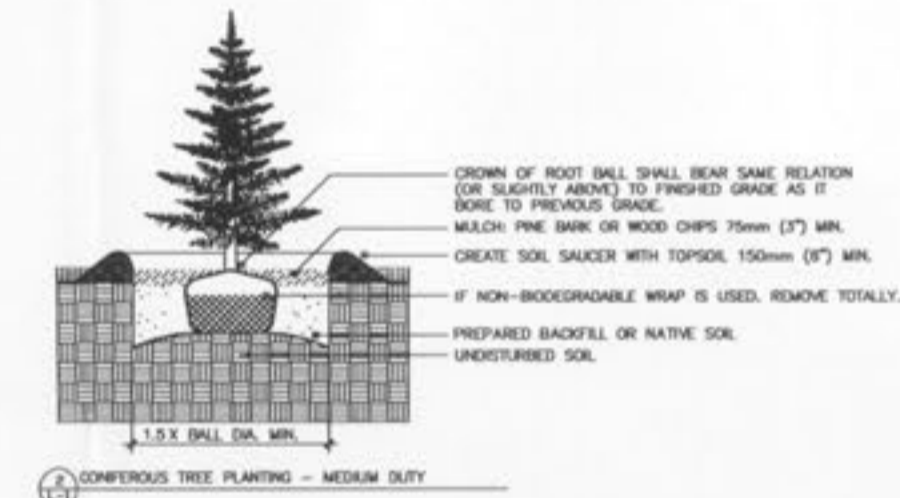 CROWN OF ROOT BALL SHALL BEAR SAME RELATION
(OR SLIGHTLY ABOVE) TO FINISHED GRADE AS IT
BORE TO PREVIOUS GRADE.
MULCH: PINE BARK OR WOOD CHIPS 75mm (3") MIN.
CREATE SOIL SAUCER WITH TOPSOIL 150mm (6") MIN.
IF NON-BIODEGRADABLE WRAP IS USED, REMOVE TOTALLY.
PREPARED BACKFILL OR NATIVE SOIL
UNDISTURBED SOIL
1.5 X BALL DIA. MIN.
2 CONIFEROUS TREE PLANTING - MEDIUM DUTY
L-1